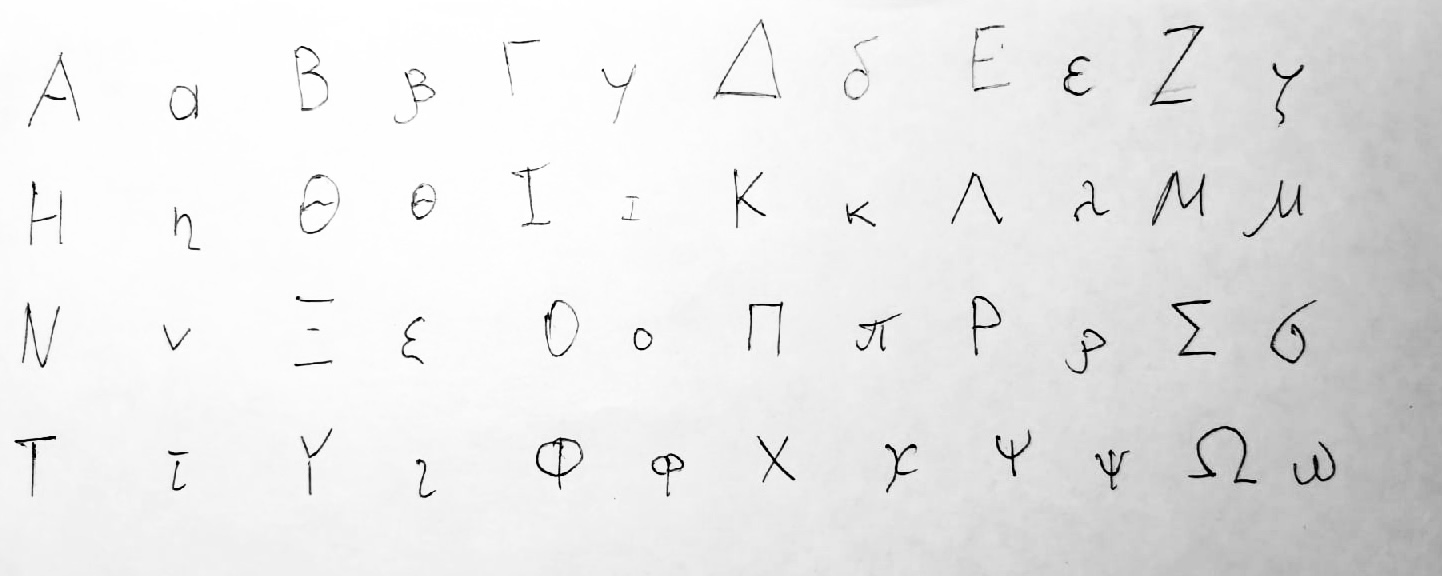 Α α Β β Γ γ Δ δ Ε ε Ζ ζ
Η η Θ θ Ι ι Κ κ Λ λ Μ μ
Ν ν Ξ ξ Ο ο Π π Ρ ρ Σ σ
Τ τ Υ υ Φ φ Χ χ Ψ ψ Ω ω